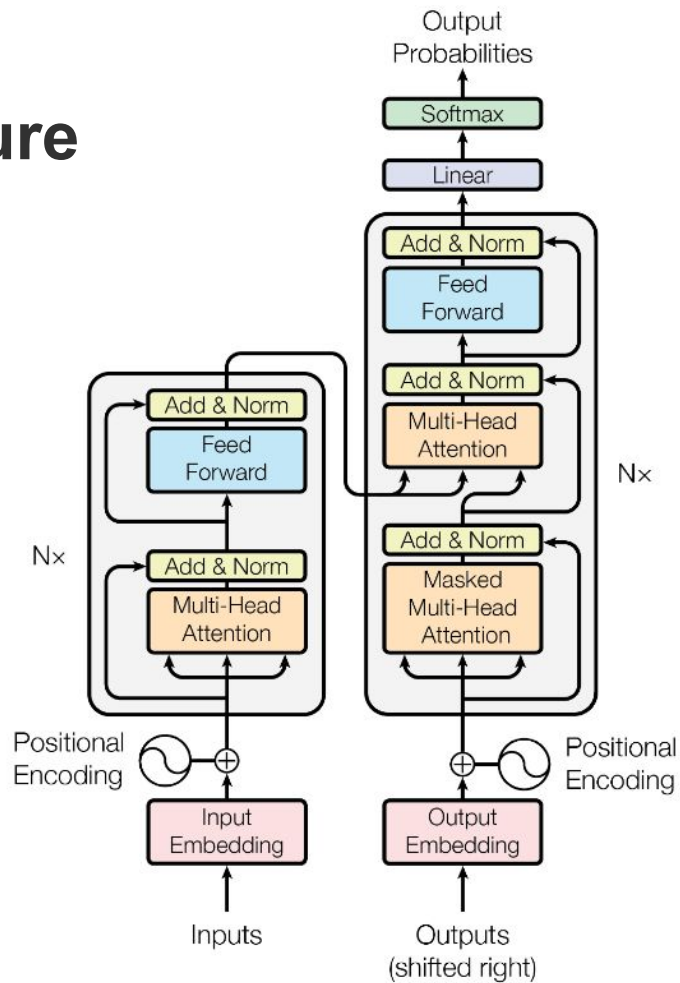 ure
Output
Probabilities
Softmax
Linear
Add & Norm
Feed
Forward
Add & Norm
Multi-Head
Attention
Nx
Add & Norm
Masked
Multi-Head
Attention
Add & Norm
Feed
Forward
Nx
Add & Norm
Multi-Head
Attention
Positional
Encoding
Positional
Encoding
Input
Embedding
Output
Embedding
Inputs
Outputs
(shifted right)